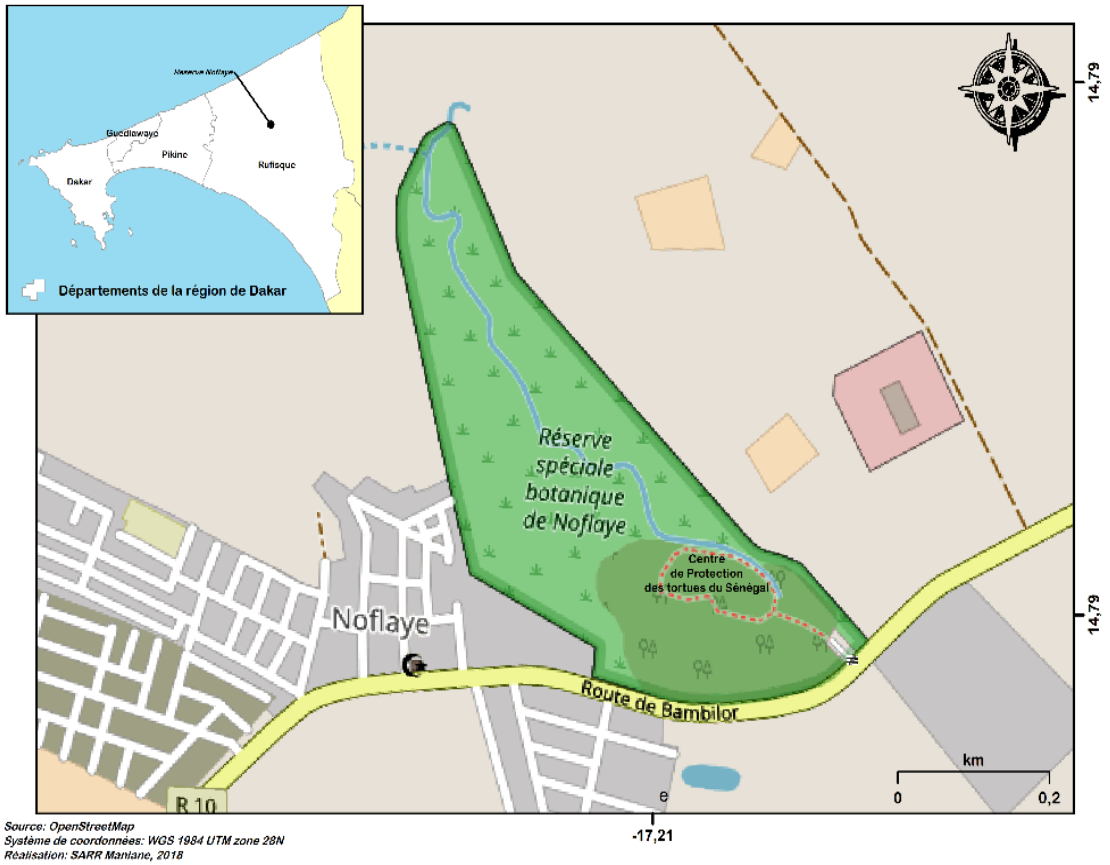 Réserve Noflaye
Guediawaye
Pikine
Dakar
Rufisque
Départements de la région de Dakar
14,79
Réserve
spéciale
botanique
de Noflaye
Centre
de Protection
des tortues du Sénégal
Noflaye
14,79
Route de Bambilor
R 10
e
km
0
0,2
-17,21
Source: OpenStreetMap
Système de coordonnées: WGS 1984 UTM zone 28N
Réalisation: SARR Maniane, 2018